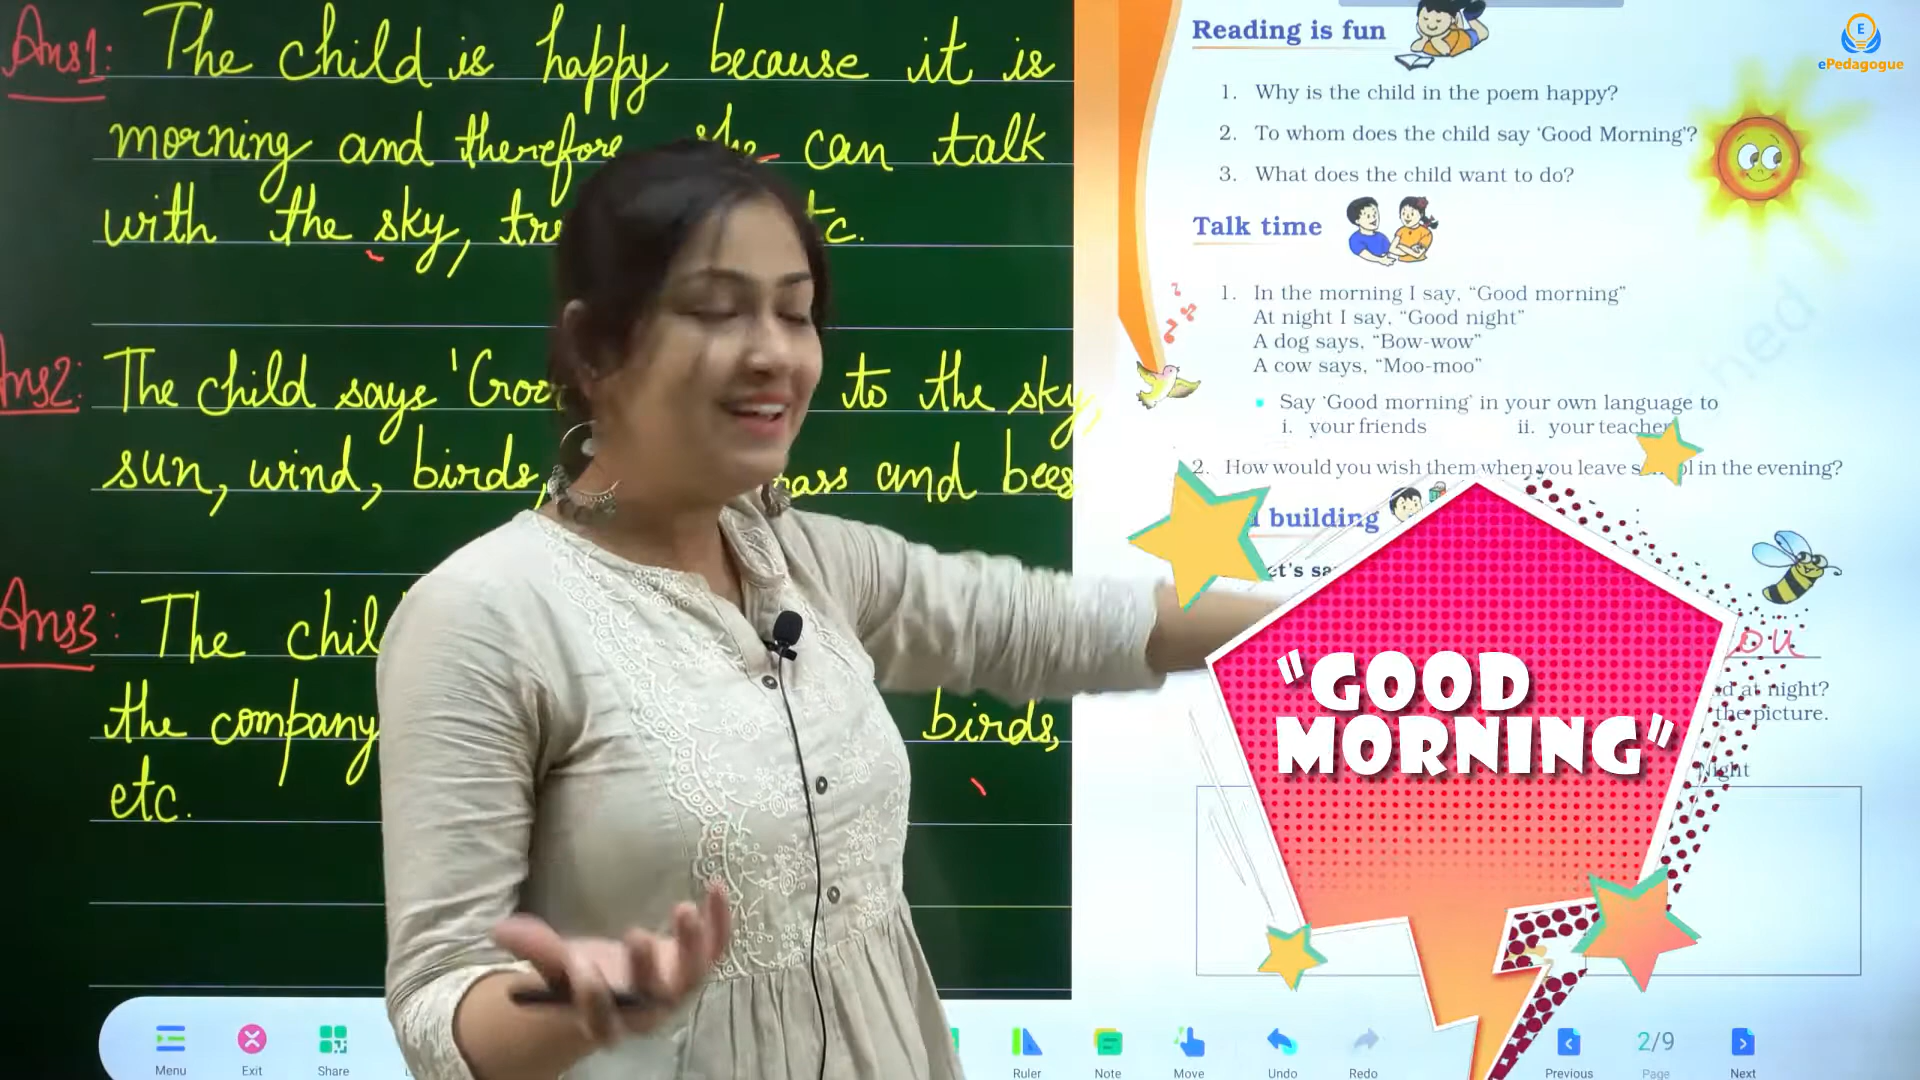 Ans1: The child is happy because it is
morning and therefore she can talk
with the sky, tc.
Ans2: The child says to the sky,
sun, wind, birds, and bees
Ans3: The
the company birds,
etc.
Reading is fun
1. Why is the child in the poem happy?
2. To whom does the child say ‘Good Morning’?
3. What does the child want to do?
Talk time
1. In the morning I say, “Good morning”
At night I say, “Good night”
A dog says, “Bow-wow”
A cow says, “Moo-moo”
• Say ‘Good morning’ in your own language to
i. your friends ii. your teacher
2. How would you wish them when you leave in the evening?
building
at night?
the picture.
Night
“GOOD
MORNING”
E
ePedagogue
Menu Exit Share Ruler Note Move Undo Redo Previous 2/9 Page Next